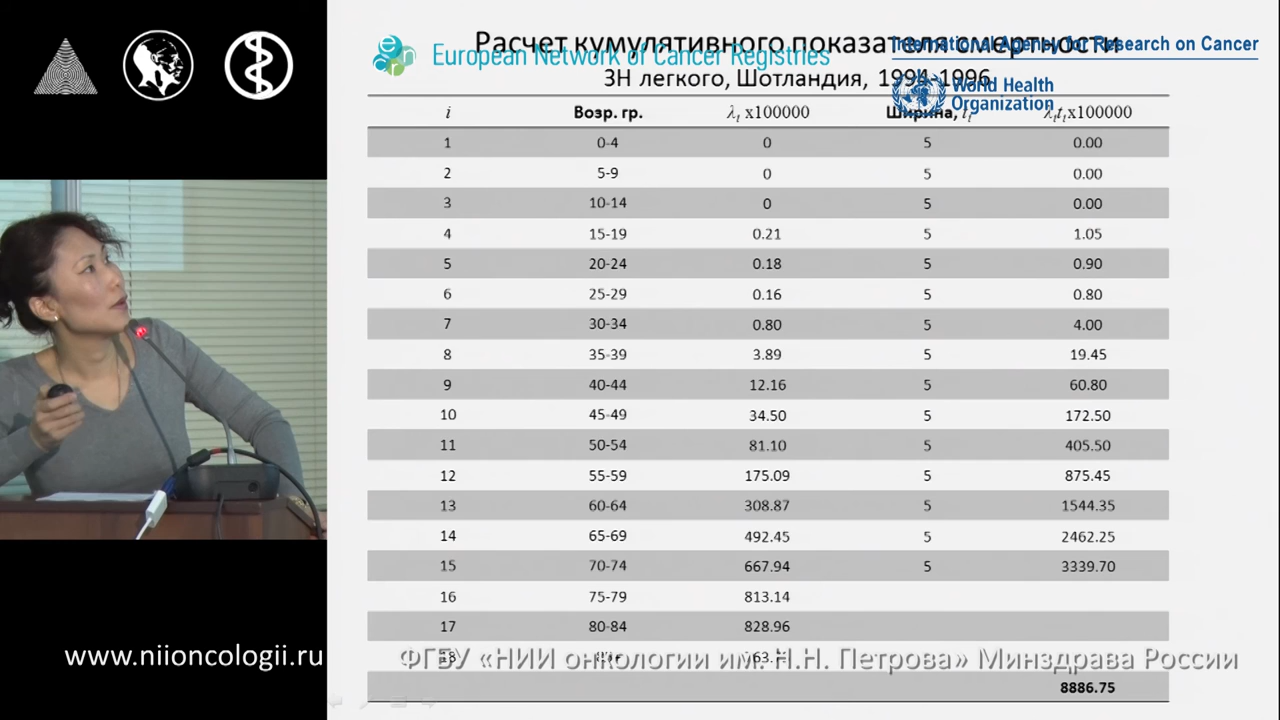 Расчет кумулятивного показателя смертности
European Network of Cancer Registries
International Agency for Research on Cancer
ЗН легкого, Шотландия, 1994-1996
World Health
Organization
i Возр. гр. λi x100000 Ширина, ti λiti x100000
1 0-4 0 5 0.00
2 5-9 0 5 0.00
3 10-14 0 5 0.00
4 15-19 0.21 5 1.05
5 20-24 0.18 5 0.90
6 25-29 0.16 5 0.80
7 30-34 0.80 5 4.00
8 35-39 3.89 5 19.45
9 40-44 12.16 5 60.80
10 45-49 34.50 5 172.50
11 50-54 81.10 5 405.50
12 55-59 175.09 5 875.45
13 60-64 308.87 5 1544.35
14 65-69 492.45 5 2462.25
15 70-74 667.94 5 3339.70
16 75-79 813.14
17 80-84 828.96
18
8886.75
www.niioncologii.ru
ФГБУ «НИИ онкологии им. Н.Н. Петрова» Минздрава России